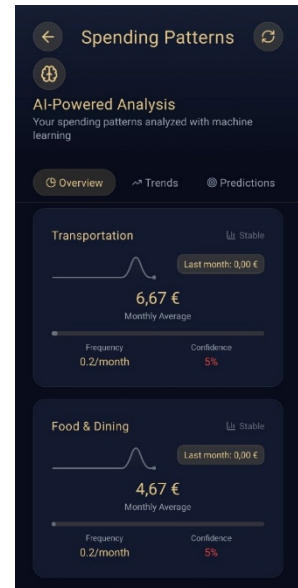 Spending Patterns
AI-Powered Analysis
Your spending patterns analyzed with machine
learning
Overview Trends Predictions
Transportation Stable
Last month: 0,00 €
6,67 €
Monthly Average
Frequency Confidence
0.2/month 5%
Food & Dining Stable
Last month: 0,00 €
4,67 €
Monthly Average
Frequency Confidence
0.2/month 5%